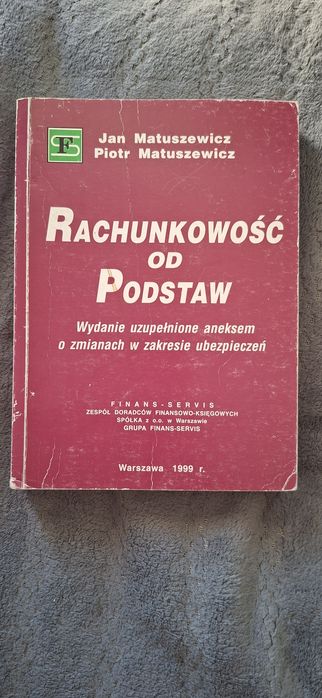 FS
Jan Matuszewicz
Piotr Matuszewicz
RACHUNKOWOŚĆ
OD
PODSTAW
Wydanie uzupełnione aneksem
o zmianach w zakresie ubezpieczeń
FINANS-SERVIS
ZESPÓŁ DORADCÓW FINANSOWO-KSIĘGOWYCH
SPÓŁKA z o.o. w Warszawie
GRUPA FINANS-SERVIS
Warszawa 1999 r.